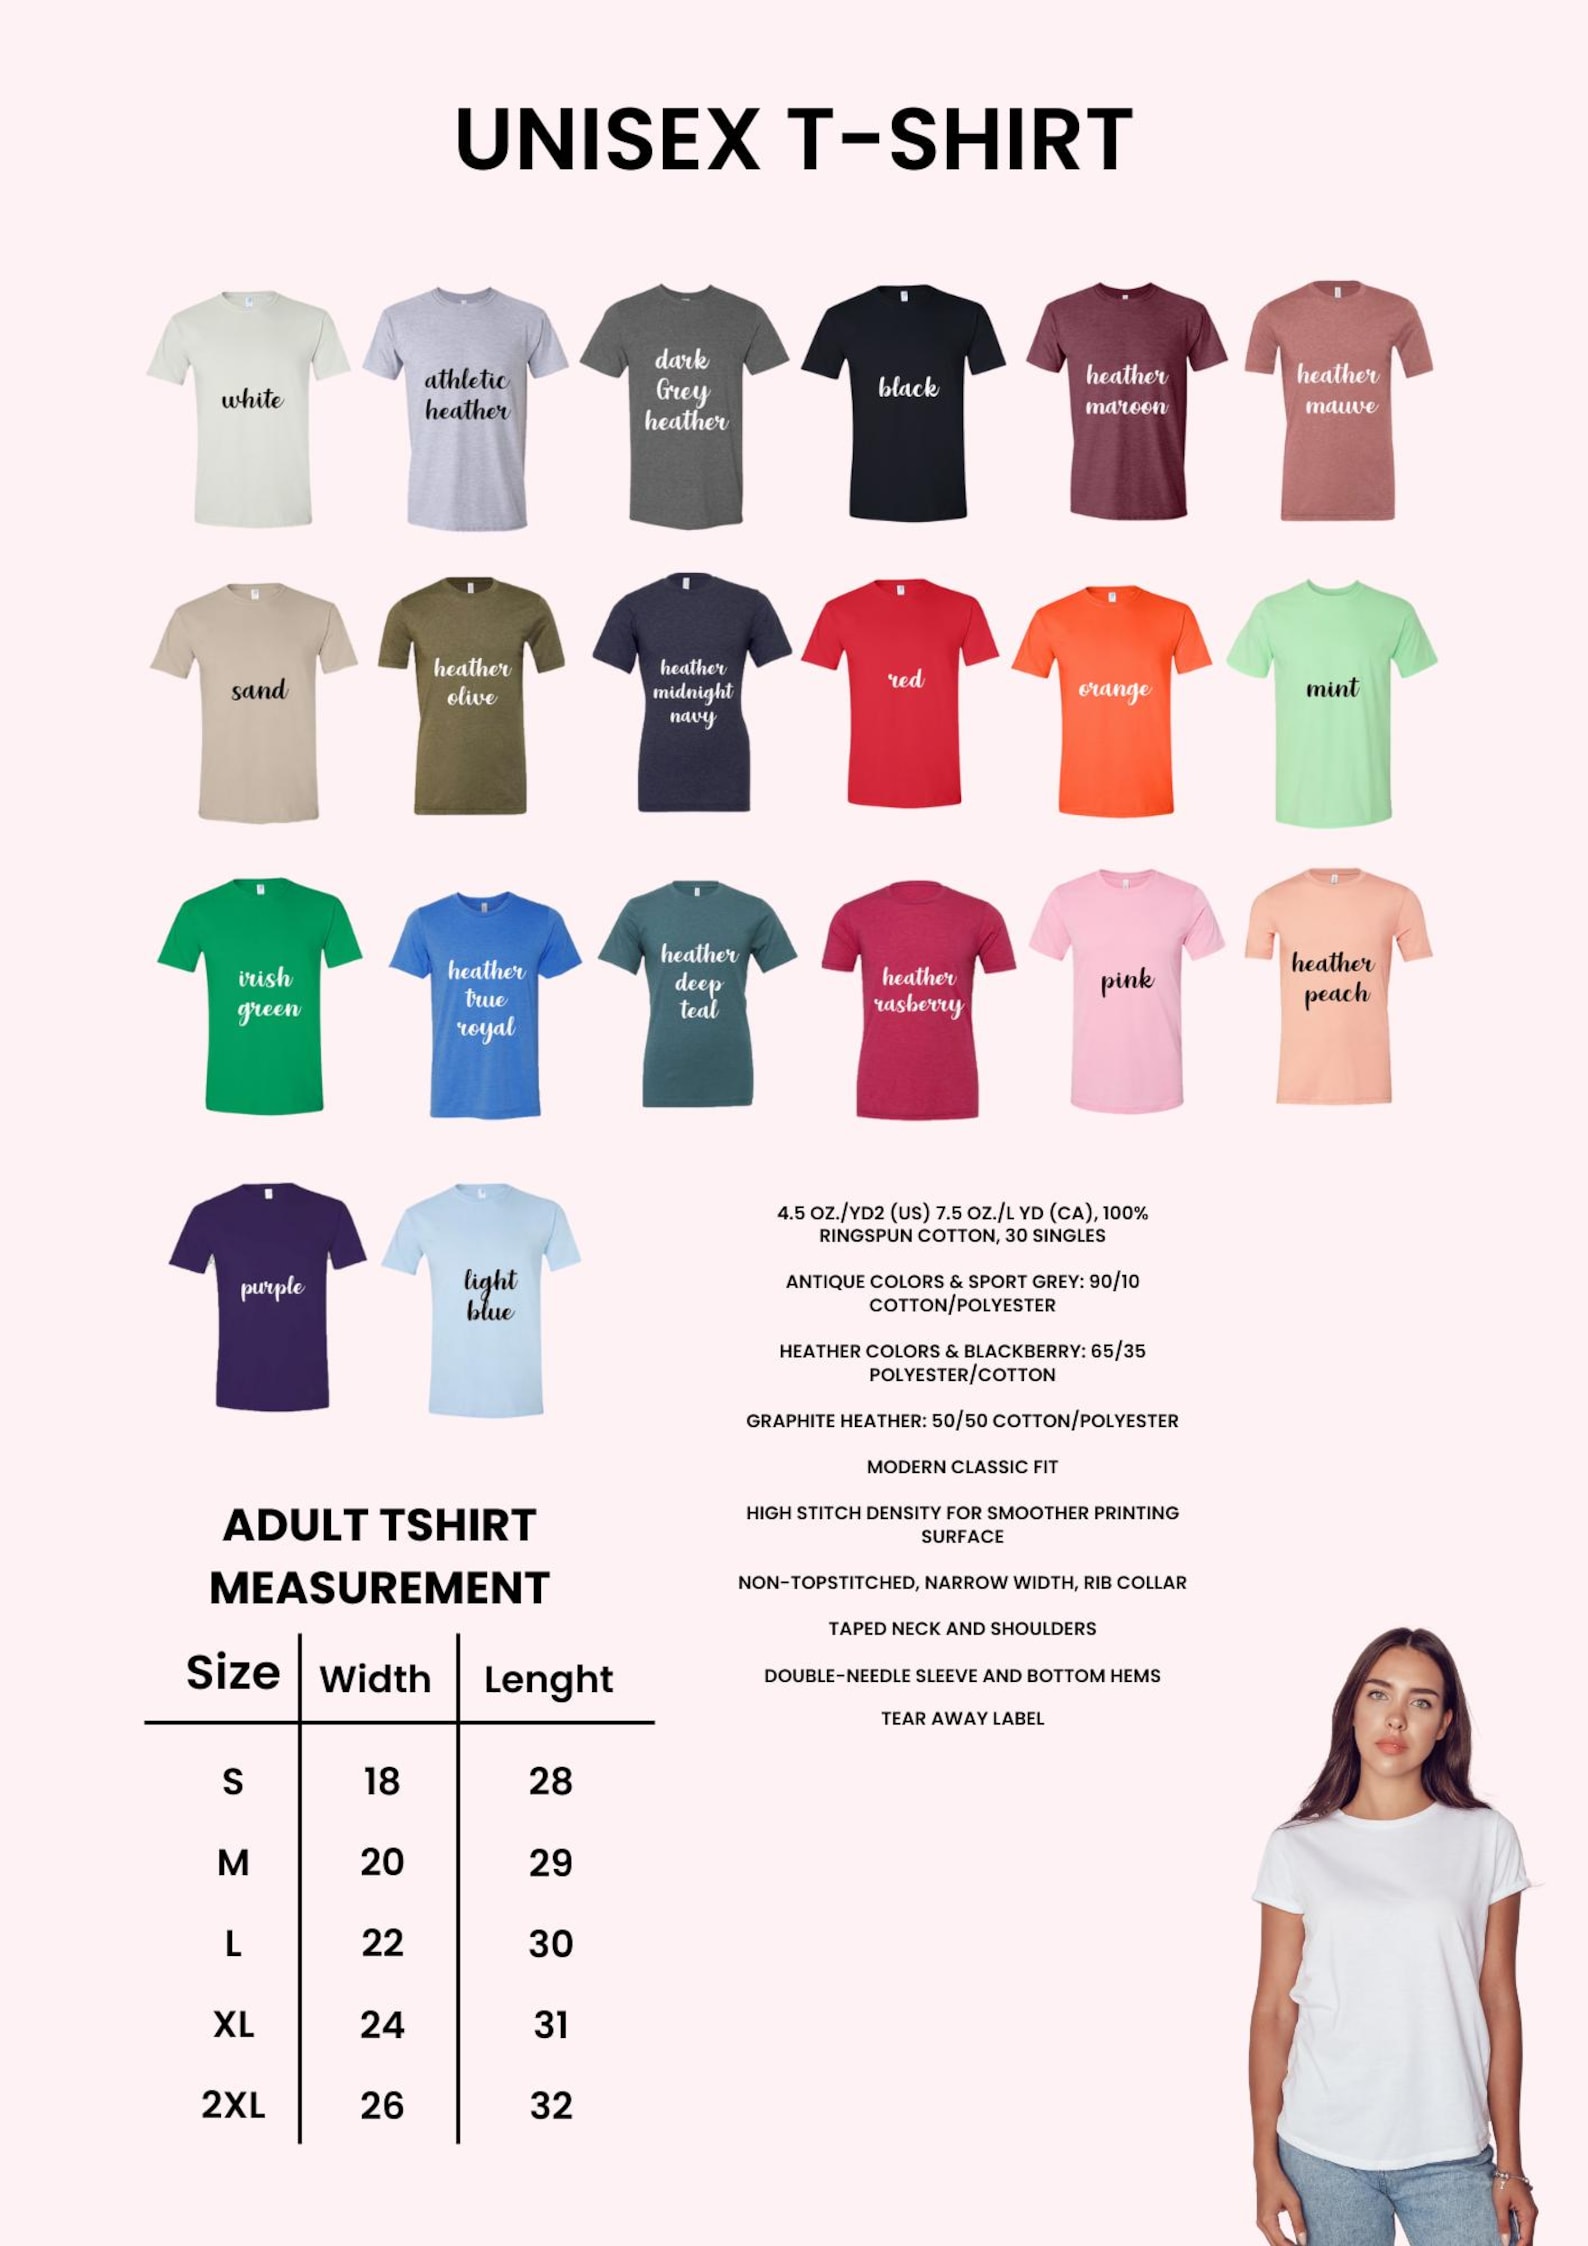 UNISEX T-SHIRT
white
athletic
heather
dark
Grey
heather
black
heather
maroon
heather
mauve
sand
heather
olive
heather
midnight
navy
red
orange
mint
irish
green
heather
true
royal
heather
deep
teal
heather
rasberry
pink
heather
peach
purple
light
blue
4.5 OZ./YD2 (US) 7.5 OZ./L YD (CA), 100%
RINGSPUN COTTON, 30 SINGLES
ANTIQUE COLORS & SPORT GREY: 90/10
COTTON/POLYESTER
HEATHER COLORS & BLACKBERRY: 65/35
POLYESTER/COTTON
GRAPHITE HEATHER: 50/50 COTTON/POLYESTER
MODERN CLASSIC FIT
HIGH STITCH DENSITY FOR SMOOTHER PRINTING
SURFACE
NON-TOPSTITCHED, NARROW WIDTH, RIB COLLAR
TAPED NECK AND SHOULDERS
DOUBLE-NEEDLE SLEEVE AND BOTTOM HEMS
TEAR AWAY LABEL
ADULT TSHIRT
MEASUREMENT
Size Width Lenght
S 18 28
M 20 29
L 22 30
XL 24 31
2XL 26 32